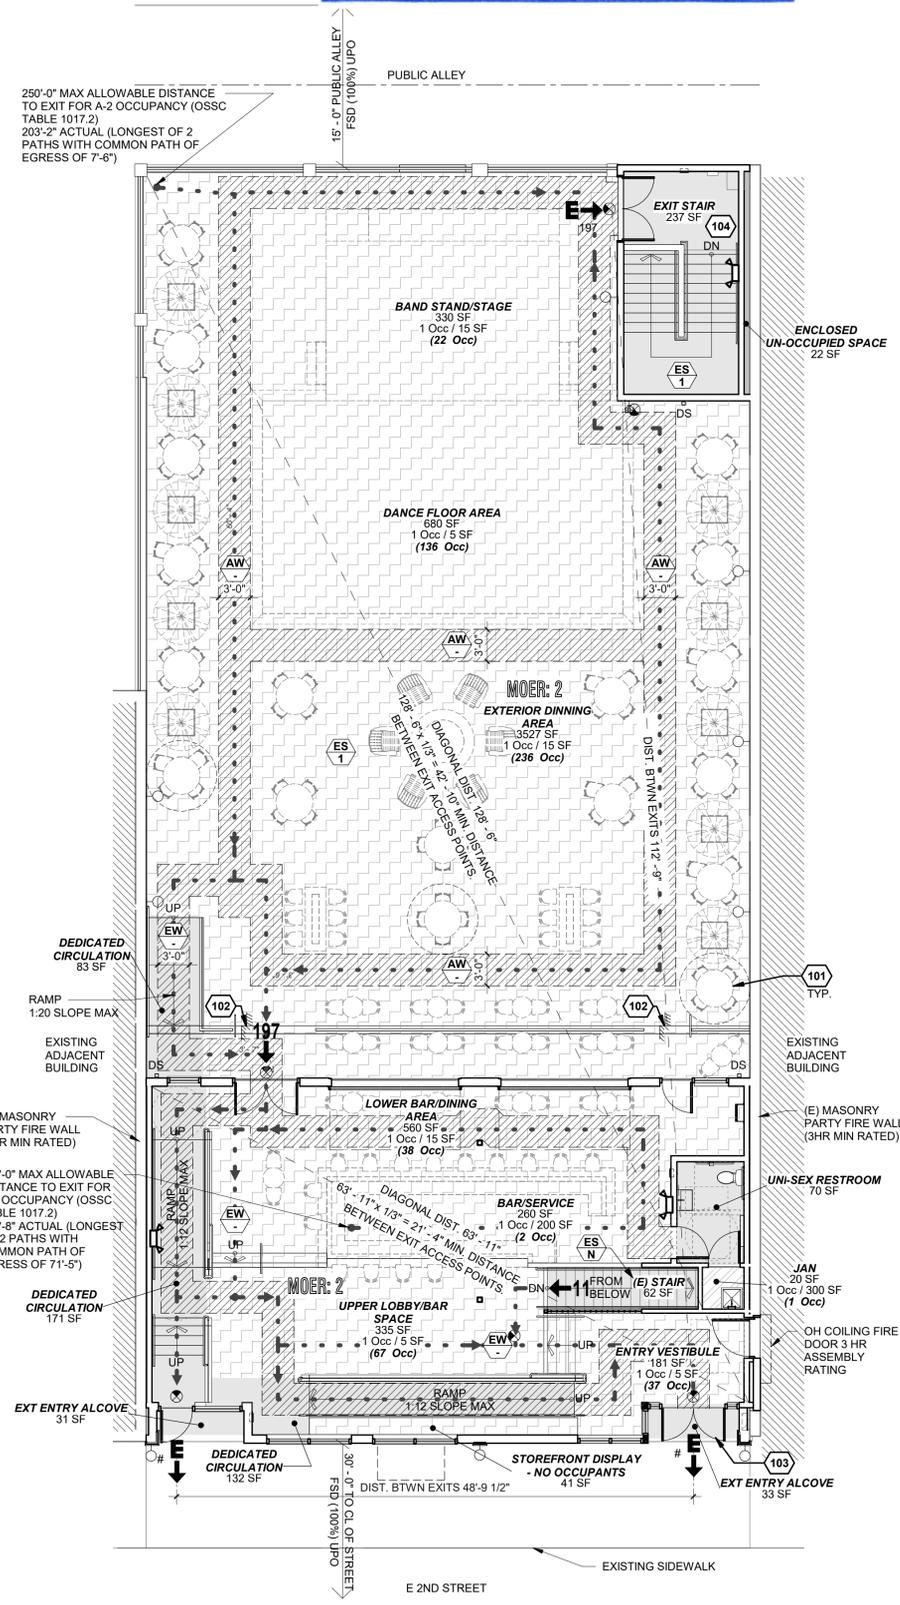 PUBLIC ALLEY
15' - 0" PUBLIC ALLEY
FSD (100%) UPO
250'-0" MAX ALLOWABLE DISTANCE
TO EXIT FOR A-2 OCCUPANCY (OSSC
TABLE 1017.2)
203'-2" ACTUAL (LONGEST OF 2
PATHS WITH COMMON PATH OF
EGRESS OF 7'-6")
E
197
EXIT STAIR
237 SF
104
DN
ES
1
DS
ENCLOSED
UN-OCCUPIED SPACE
22 SF
BAND STAND/STAGE
330 SF
1 Occ / 15 SF
(22 Occ)
DANCE FLOOR AREA
680 SF
1 Occ / 5 SF
(136 Occ)
AW
-
3'-0"
AW
-
3'-0"
AW
-
3'-0"
MOER: 2
EXTERIOR DINNING
AREA
3527 SF
1 Occ / 15 SF
(236 Occ)
ES
1
DIAGONAL DIST. 128' - 6"
128' - 6" x 1/3" = 42' - 10" MIN. DISTANCE
BETWEEN EXIT ACCESS POINTS.
DIST. BTWN EXITS 112' -9"
UP
EW
-
3'-0"
DEDICATED
CIRCULATION
83 SF
RAMP
1:20 SLOPE MAX
AW
-
3'-0"
101
TYP.
102
197
102
EXISTING
ADJACENT
BUILDING
EXISTING
ADJACENT
BUILDING
DS
DS
MASONRY
RTY FIRE WALL
R MIN RATED)
(E) MASONRY
PARTY FIRE WALL
(3HR MIN RATED)
LOWER BAR/DINING
AREA
560 SF
1 Occ / 15 SF
(38 Occ)
UP
RAMP
1:12 SLOPE MAX
'-0" MAX ALLOWABLE
TANCE TO EXIT FOR
OCCUPANCY (OSSC
BLE 1017.2)
'-8" ACTUAL (LONGEST
2 PATHS WITH
MMON PATH OF
RESS OF 71'-5")
EW
-
UP
DIAGONAL DIST 63' - 11"
63' - 11"x 1/3" = 21' - 4" MIN. DISTANCE
BETWEEN EXIT ACCESS POINTS.
BAR/SERVICE
260 SF
1 Occ / 200 SF
(2 Occ)
UNI-SEX RESTROOM
70 SF
ES
N
MOER: 2
DN
11
FROM
BELOW
(E) STAIR
62 SF
JAN
20 SF
1 Occ / 300 SF
(1 Occ)
DEDICATED
CIRCULATION
171 SF
UPPER LOBBY/BAR
SPACE
335 SF
1 Occ / 5 SF
(67 Occ)
EW
-
UP
ENTRY VESTIBULE
181 SF
1 Occ / 5 SF
(37 Occ)
OH COILING FIRE
DOOR 3 HR
ASSEMBLY
RATING
UP
RAMP
1:12 SLOPE MAX
UP
EXT ENTRY ALCOVE
31 SF
#
E
DEDICATED
CIRCULATION
132 SF
STOREFRONT DISPLAY
- NO OCCUPANTS
41 SF
#
E
103
EXT ENTRY ALCOVE
33 SF
DIST. BTWN EXITS 48'-9 1/2"
30' - 0" TO CL OF STREET
FSD (100%) UPO
EXISTING SIDEWALK
E 2ND STREET